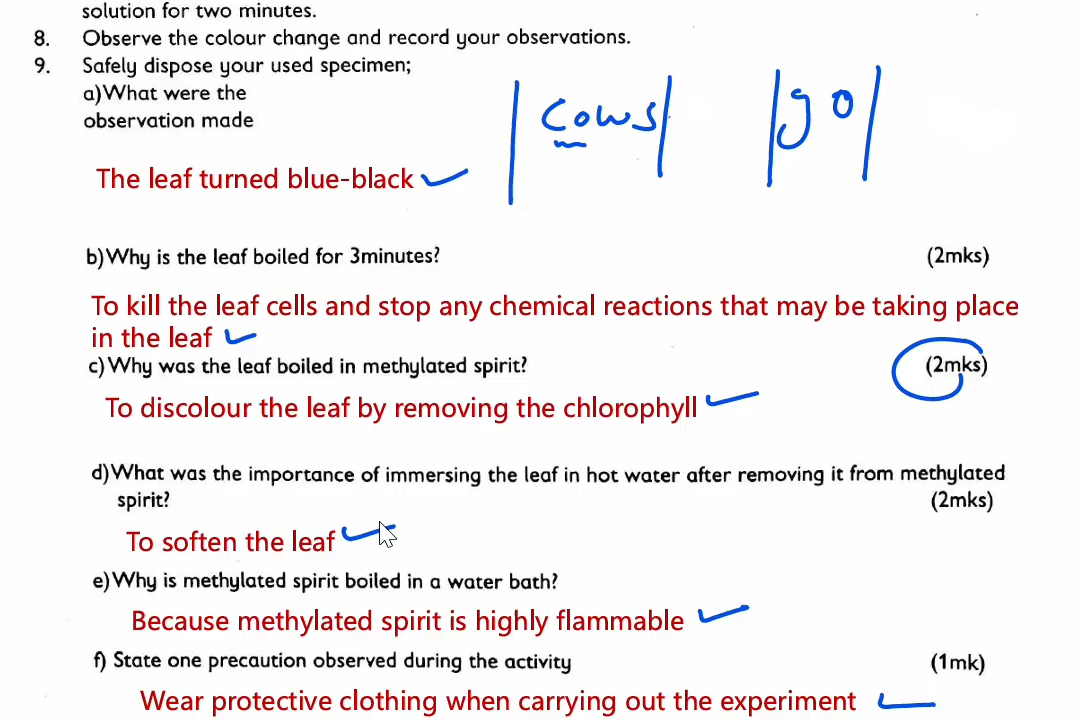 solution for two minutes.
8. Observe the colour change and record your observations.
9. Safely dispose your used specimen;
a)What were the
observation made
|cows| |go|
The leaf turned blue-black
b)Why is the leaf boiled for 3minutes? (2mks)
To kill the leaf cells and stop any chemical reactions that may be taking place
in the leaf
c)Why was the leaf boiled in methylated spirit? (2mks)
To discolour the leaf by removing the chlorophyll
d)What was the importance of immersing the leaf in hot water after removing it from methylated
spirit? (2mks)
To soften the leaf
e)Why is methylated spirit boiled in a water bath?
Because methylated spirit is highly flammable
f) State one precaution observed during the activity (1mk)
Wear protective clothing when carrying out the experiment